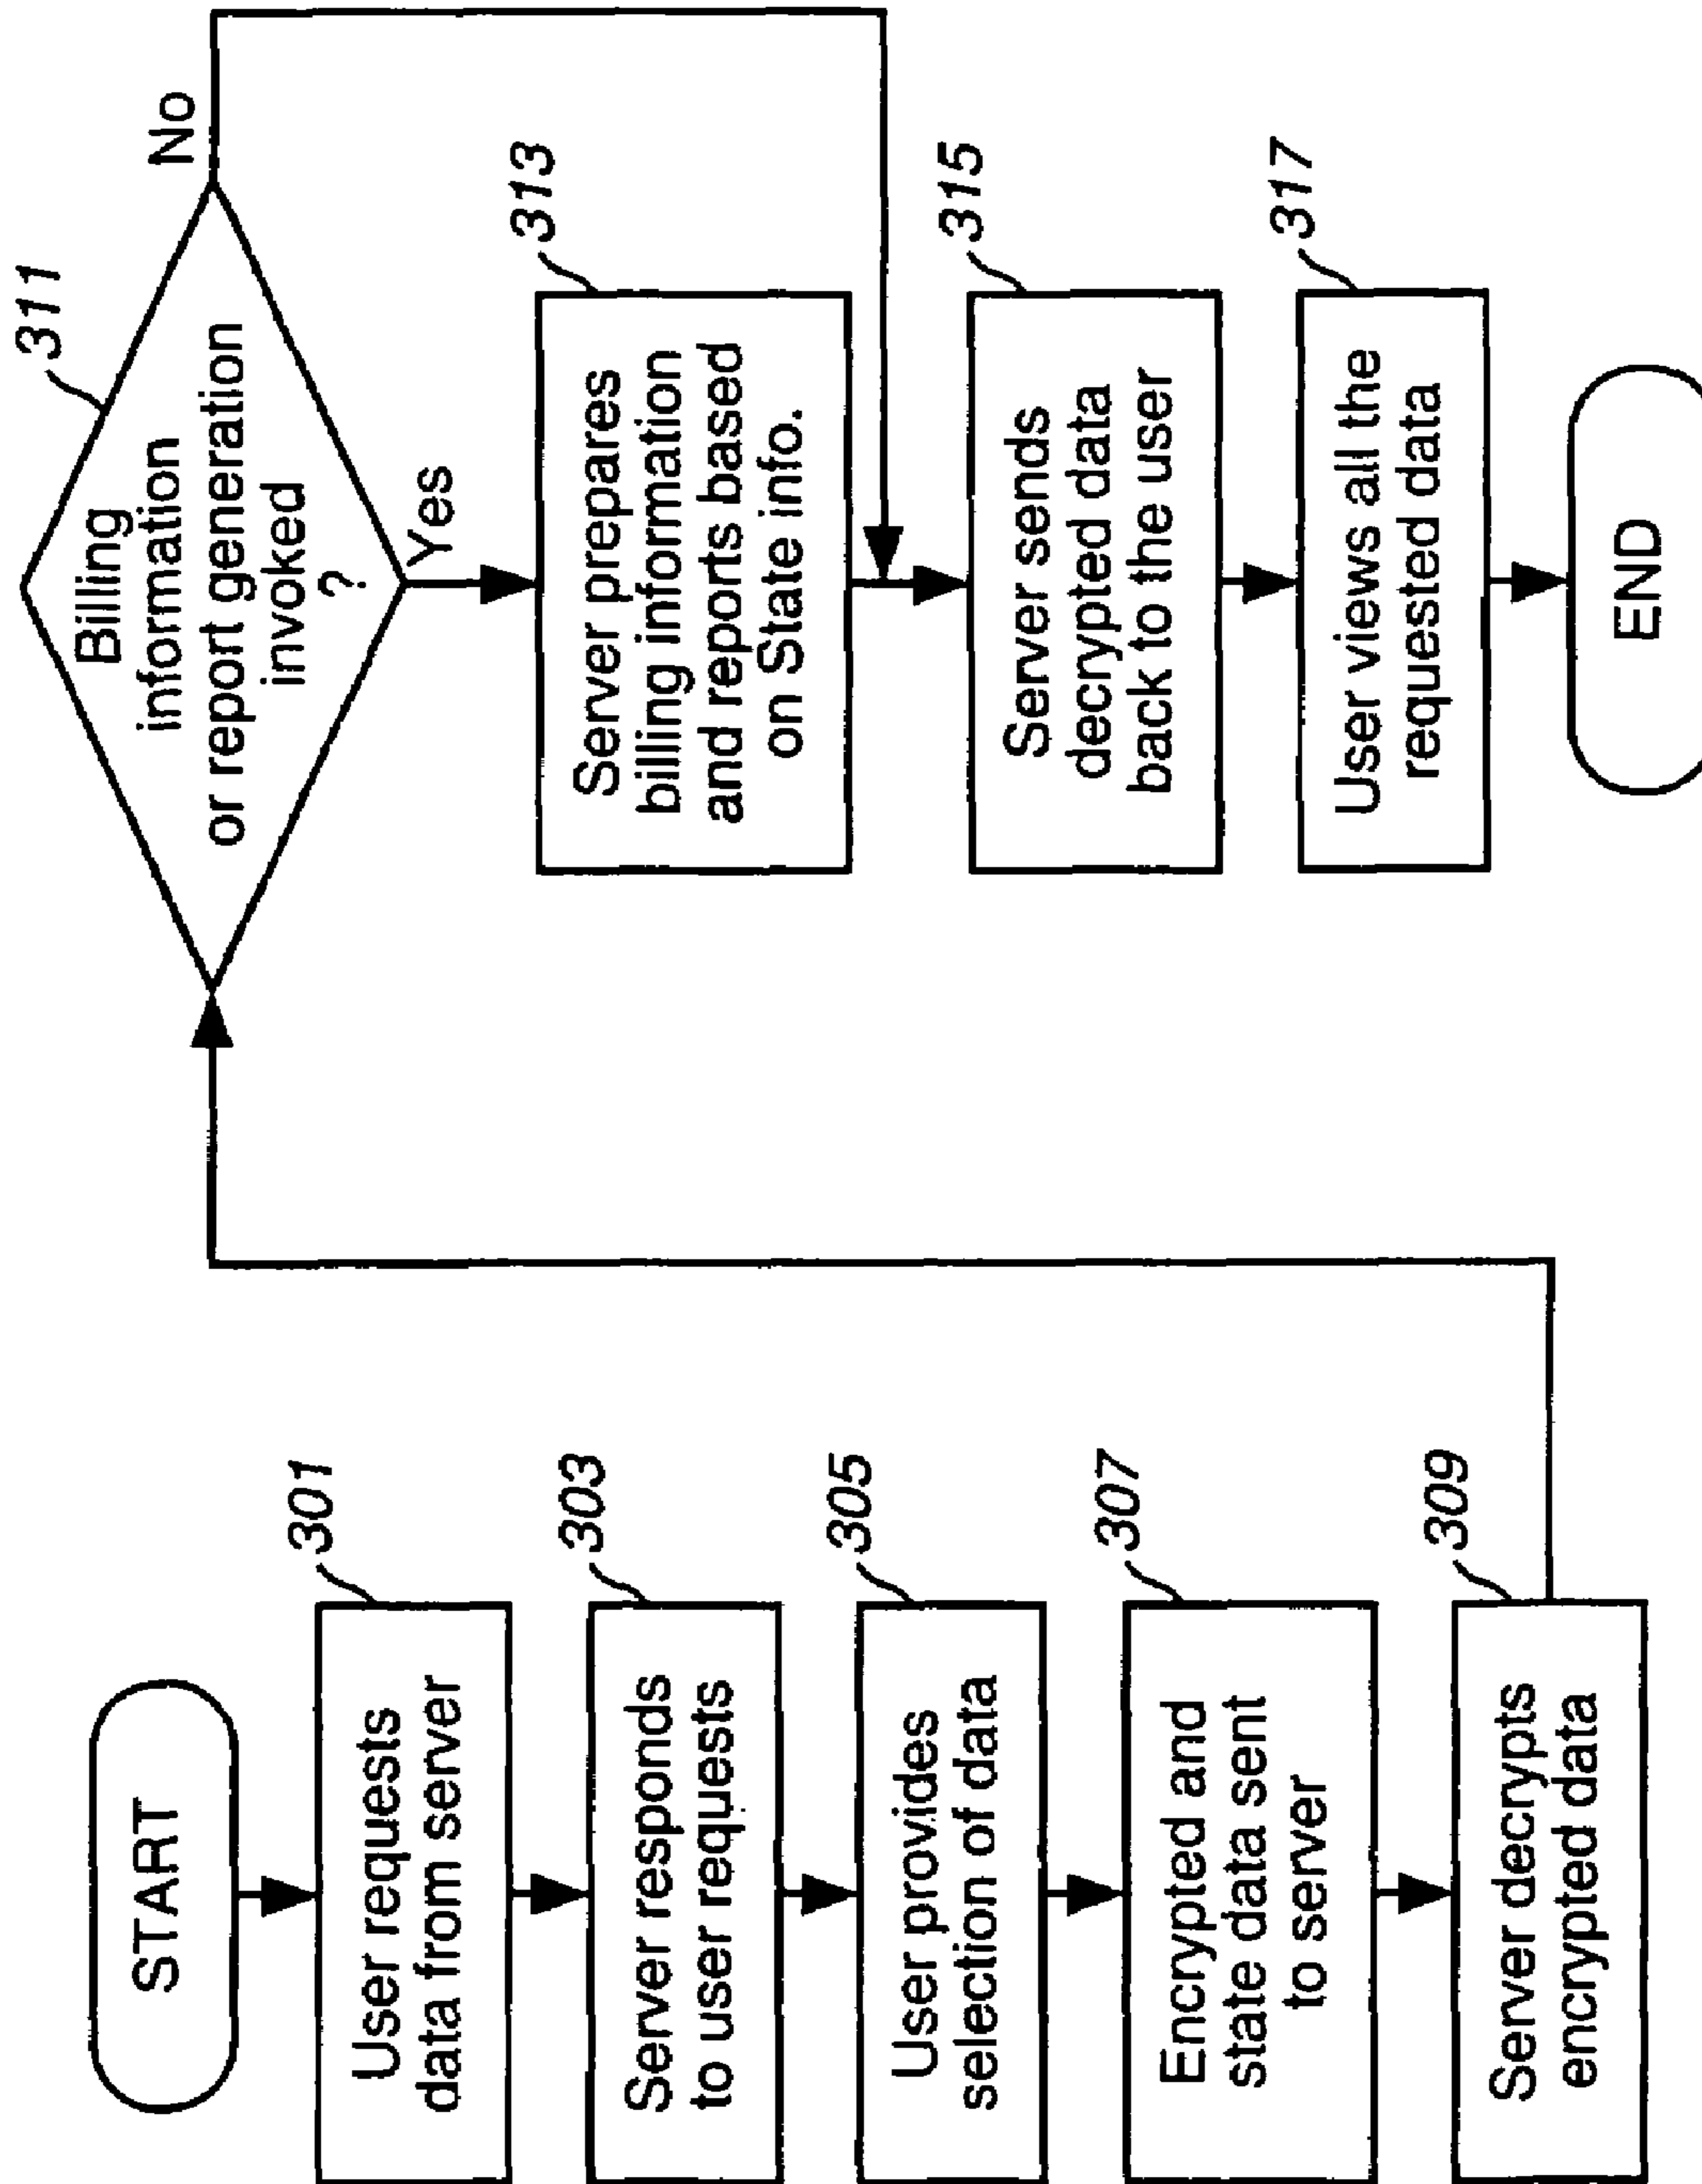 START
301
User requests
data from server
303
Server responds
to user requests
305
User provides
selection of data
307
Encrypted and
state data sent
to server
309
Server decrypts
encrypted data
311
Billing
information
or report generation
invoked
?
No
Yes
313
Server prepares
billing information
and reports based
on State info.
315
Server sends
decrypted data
back to the user
317
User views all the
requested data
END